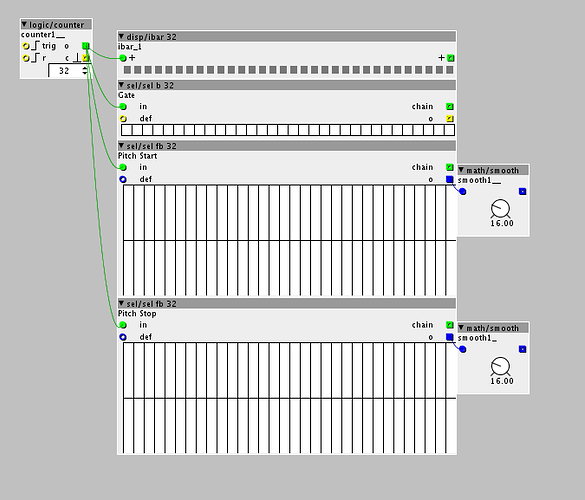 logic/counter
counter1__
trig o
r c
32
disp/ibar 32
ibar_1
+ +
sel/sel b 32
Gate
in chain
def o
sel/sel fb 32
Pitch Start
in chain
def o
math/smooth
smooth1__
16.00
sel/sel fb 32
Pitch Stop
in chain
def o
math/smooth
smooth1_
16.00